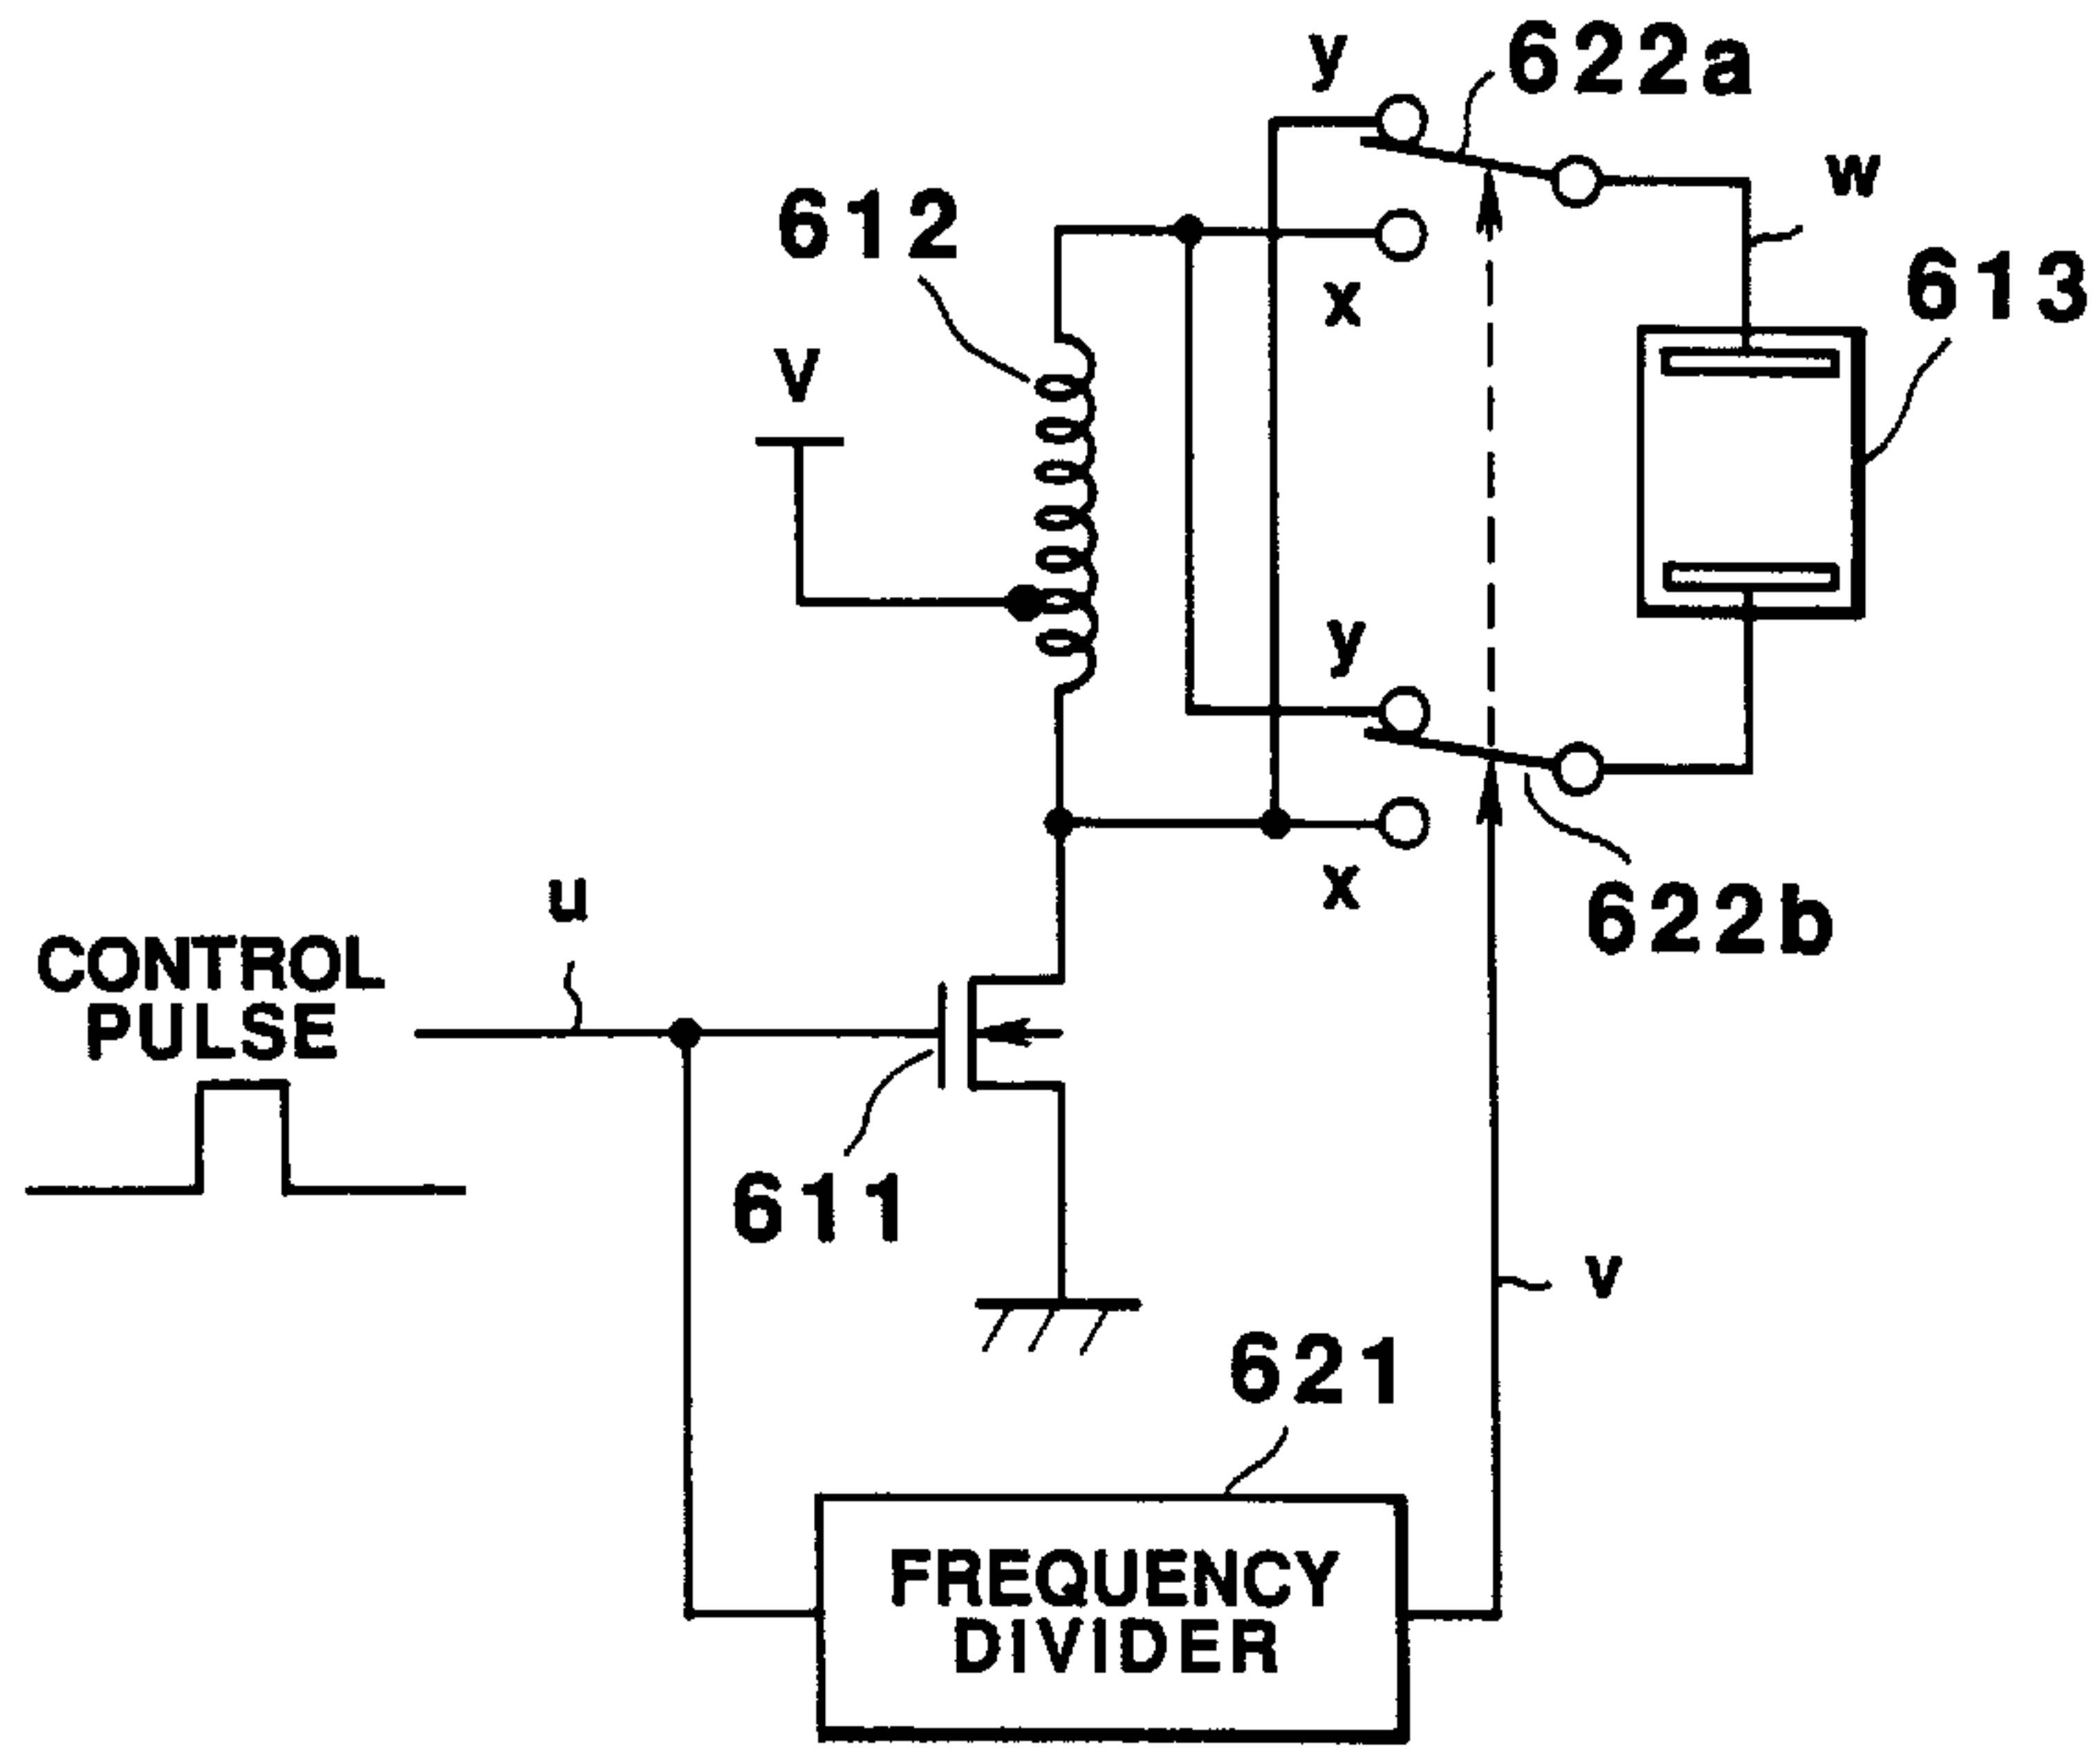 y
622a
w
612
x
613
V
y
x
622b
u
CONTROL
PULSE
611
v
621
FREQUENCY
DIVIDER